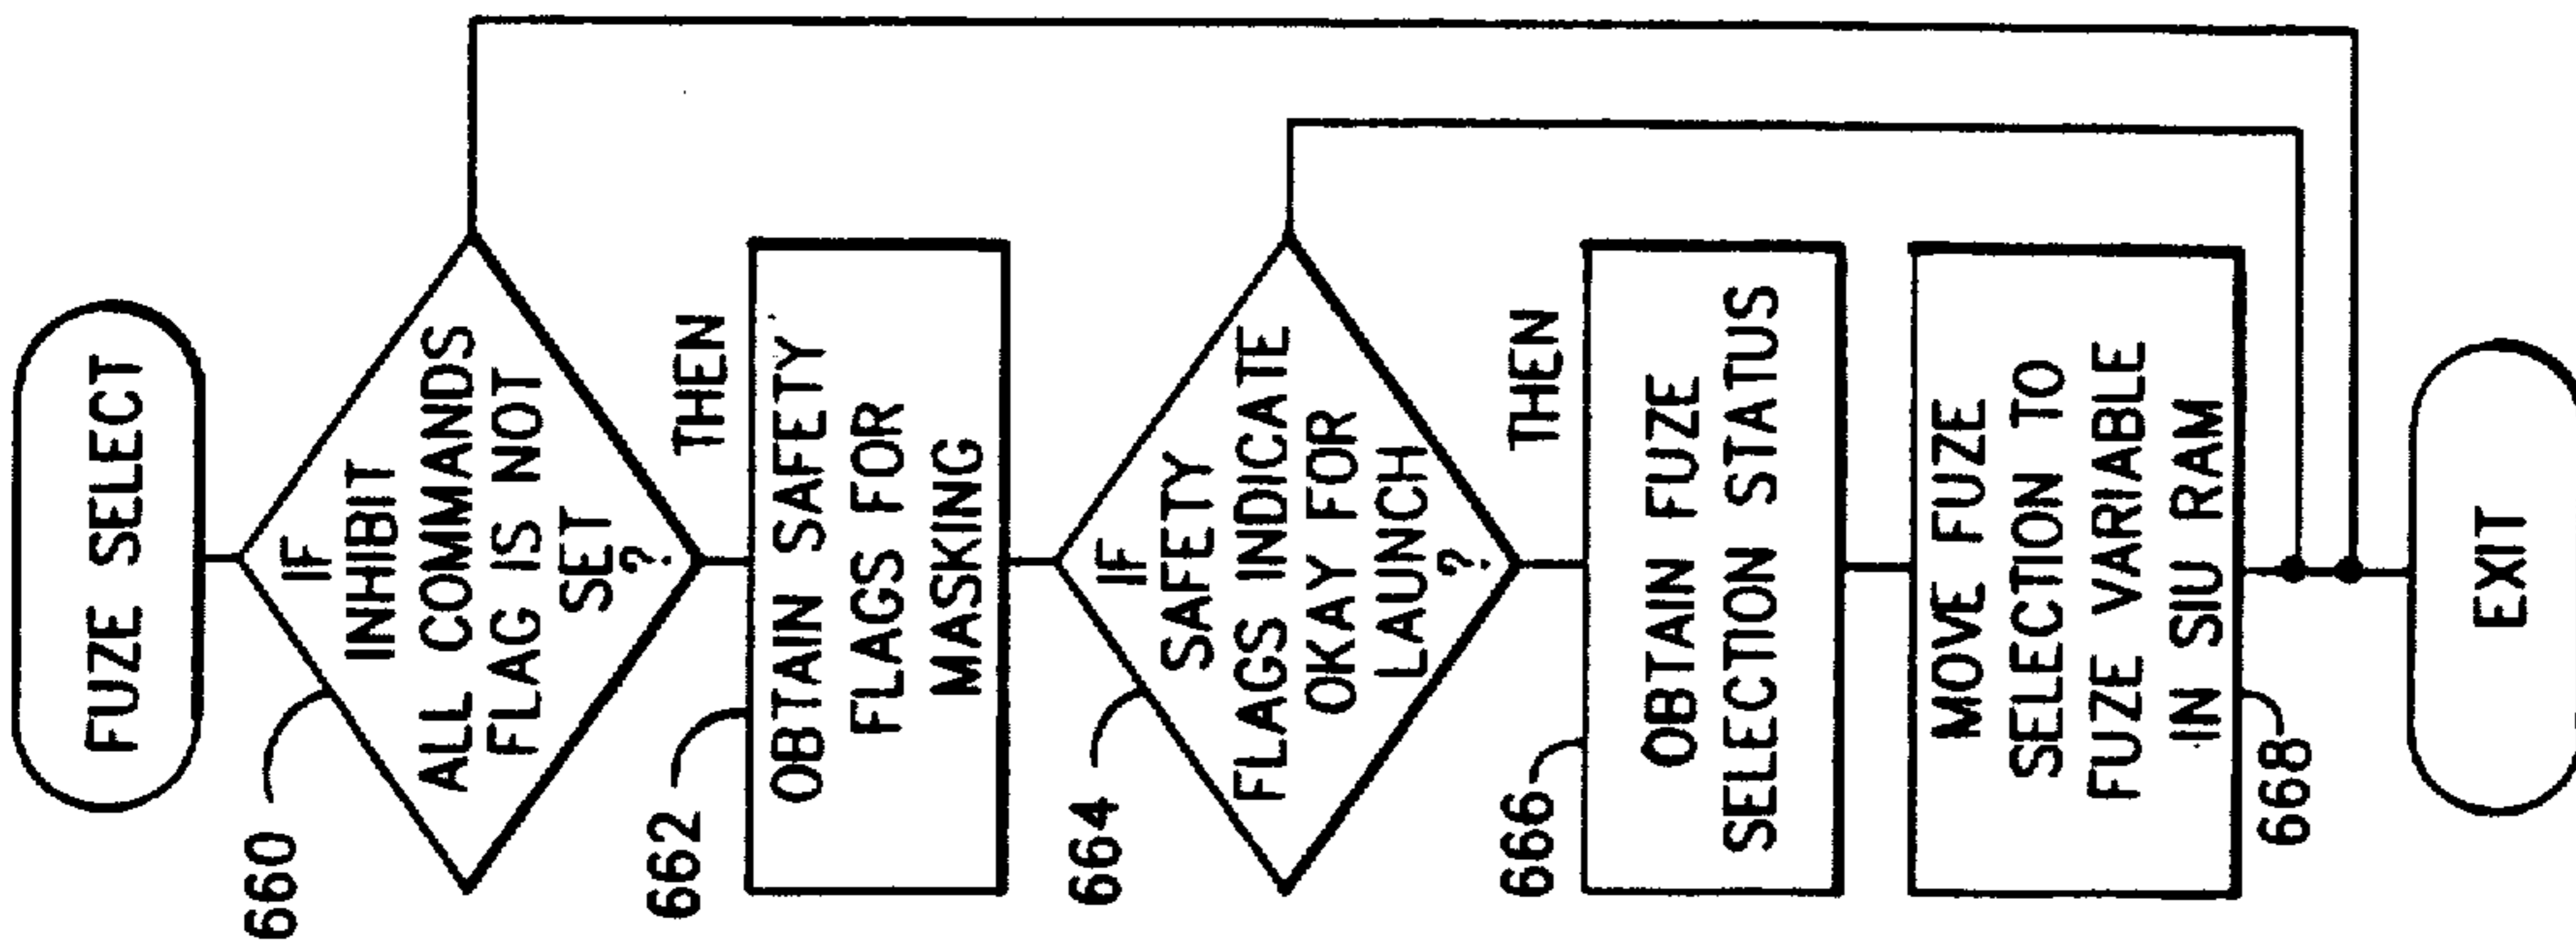 FUZE SELECT
660
IF
INHIBIT
ALL COMMANDS
FLAG IS NOT
SET
?
THEN
662
OBTAIN SAFETY
FLAGS FOR
MASKING
664
IF
SAFETY
FLAGS INDICATE
OKAY FOR
LAUNCH
?
THEN
666
OBTAIN FUZE
SELECTION STATUS
MOVE FUZE
SELECTION TO
FUZE VARIABLE
IN SIU RAM
668
EXIT